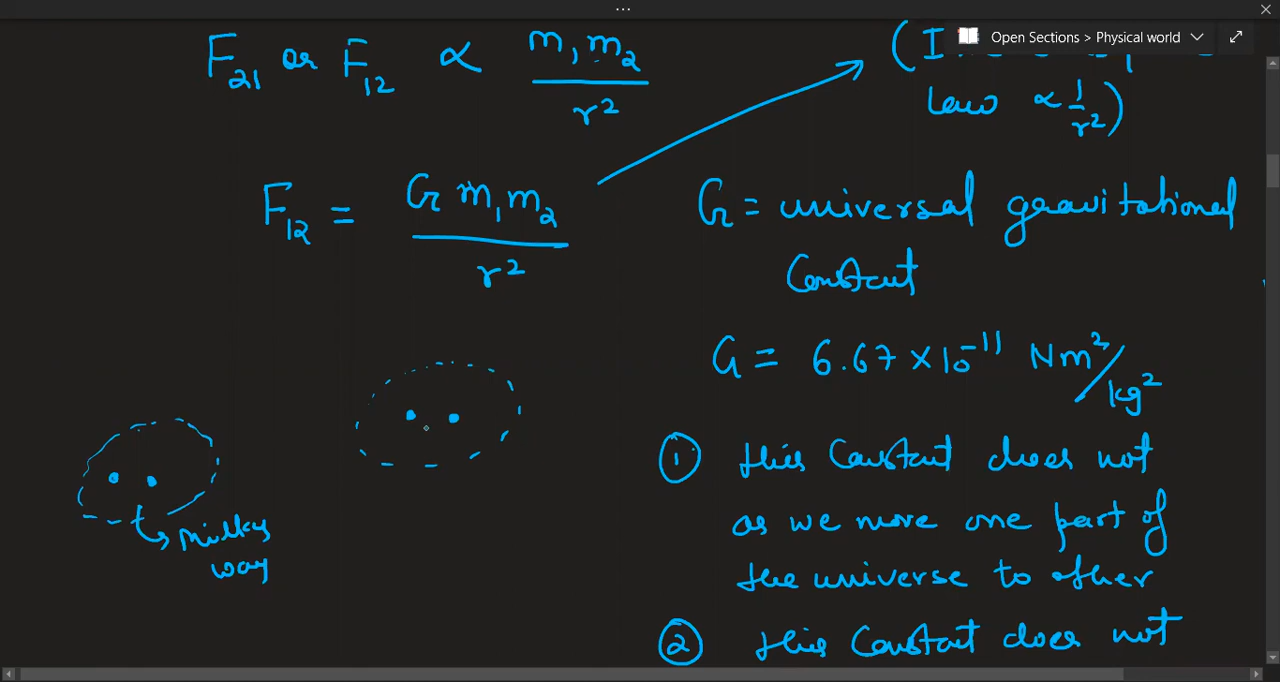 ...
Open Sections > Physical world
F₂₁ or F₁₂ ∝ m₁m₂/r²
law ∝ 1/r²)
F₁₂ = G m₁m₂/r²
G = universal gravitational
Constant
G = 6.67 × 10⁻¹¹ Nm²/kg²
① this Constant does not
as we move one part of
the universe to other
② this Constant does not
milky
way